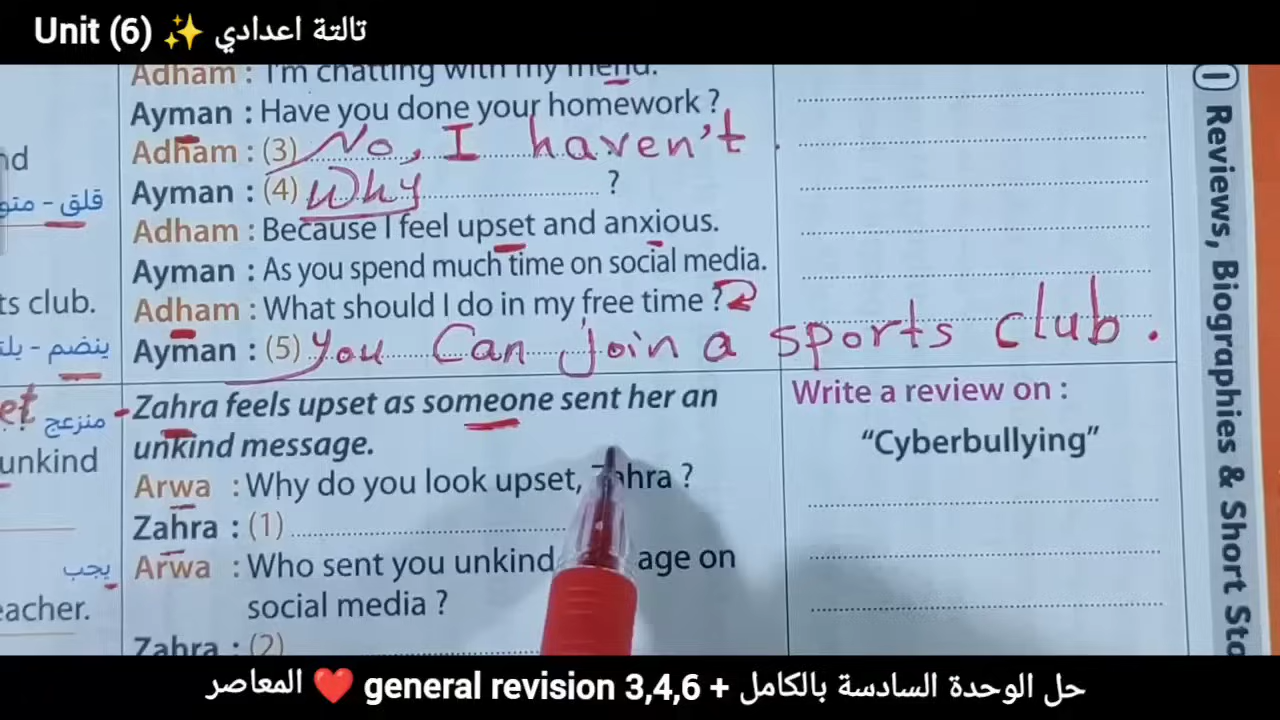 Unit (6) ✨ تالتة اعدادي
Adham : I'm chatting with my friend.
Ayman : Have you done your homework ?
Adham : (3) No, I haven't .
Ayman : (4) Why ?
Adham : Because I feel upset and anxious.
Ayman : As you spend much time on social media.
Adham : What should I do in my free time ?
Ayman : (5) you Can join a sports club .
Zahra feels upset as someone sent her an
unkind message.
Arwa : Why do you look upset, Zahra ?
Zahra : (1)
Arwa : Who sent you unkind age on
social media ?
Zahra : (2)
قلق -
ts club.
ينضم -
et
منزعج
unkind
يجب
eacher.
Write a review on :
“Cyberbullying”
1 Reviews, Biographies & Short Sto
حل الوحدة السادسة بالكامل + general revision 3,4,6 ❤️ المعاصر